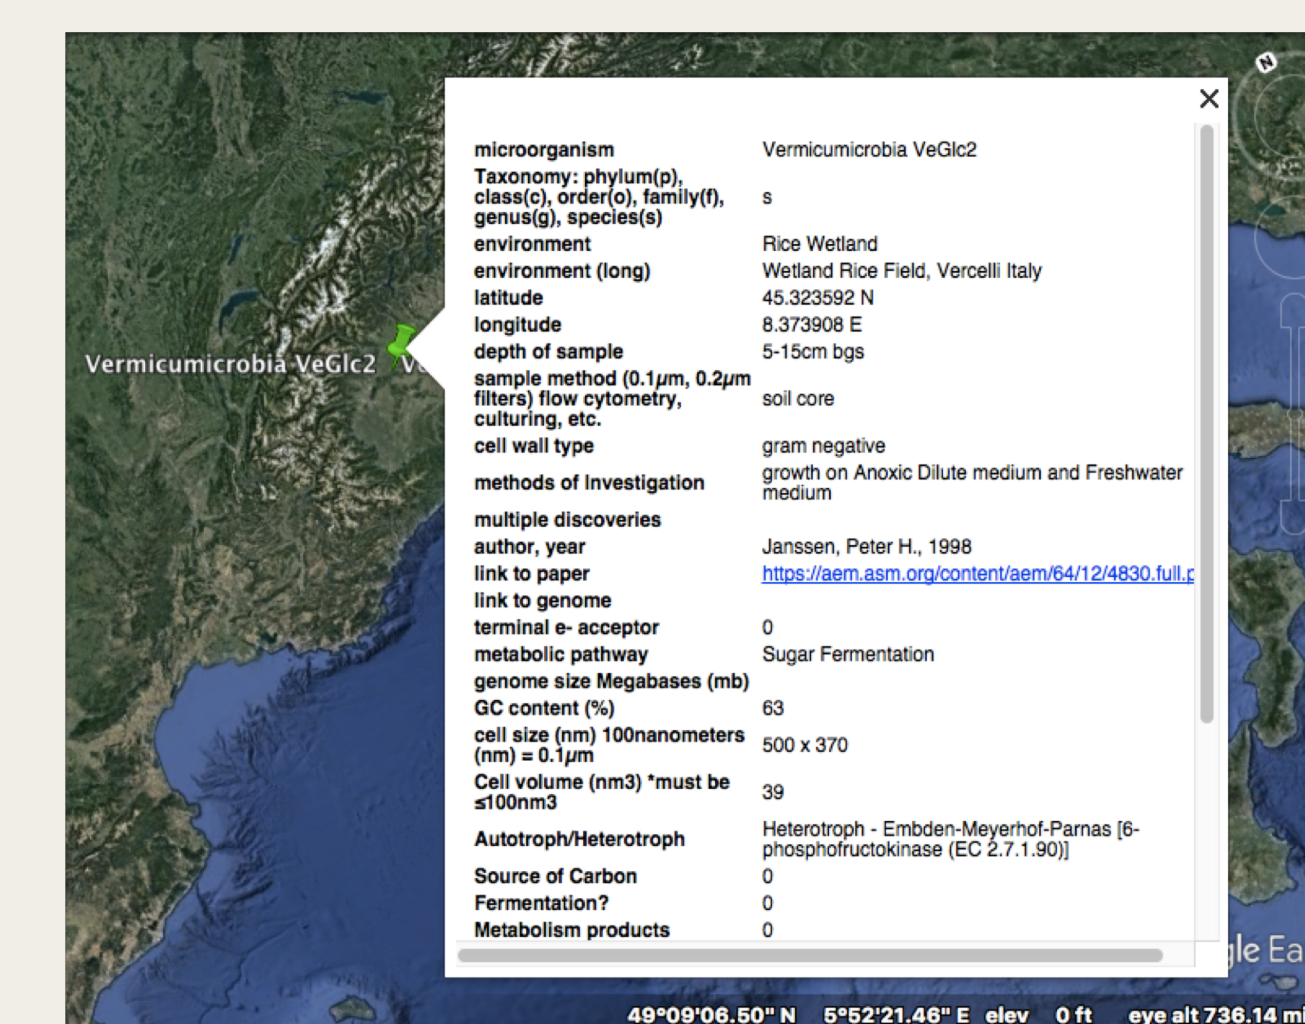 N
microorganism Vermicumicrobia VeGlc2
Taxonomy: phylum(p),
class(c), order(o), family(f), s
genus(g), species(s)
environment Rice Wetland
environment (long) Wetland Rice Field, Vercelli Italy
latitude 45.323592 N
longitude 8.373908 E
depth of sample 5-15cm bgs
sample method (0.1µm, 0.2µm
filters) flow cytometry, soil core
culturing, etc.
cell wall type gram negative
methods of Investigation growth on Anoxic Dilute medium and Freshwater
medium
multiple discoveries
author, year Janssen, Peter H., 1998
link to paper https://aem.asm.org/content/aem/64/12/4830.full.p
link to genome
terminal e- acceptor 0
metabolic pathway Sugar Fermentation
genome size Megabases (mb)
GC content (%) 63
cell size (nm) 100nanometers
(nm) = 0.1µm 500 x 370
Cell volume (nm3) *must be
≤100nm3 39
Autotroph/Heterotroph Heterotroph - Embden-Meyerhof-Parnas [6-
phosphofructokinase (EC 2.7.1.90)]
Source of Carbon 0
Fermentation? 0
Metabolism products 0
Vermicumicrobia VeGlc2
gle Ea
49°09'06.50" N 5°52'21.46" E elev 0 ft eye alt 736.14 mi